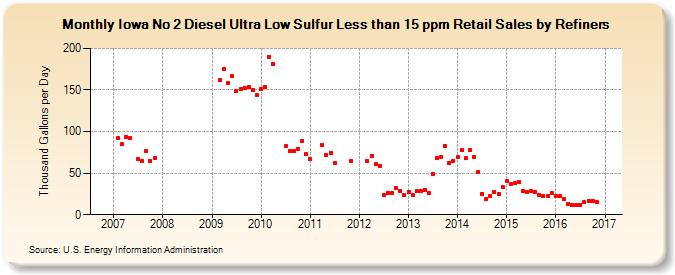 Monthly Iowa No 2 Diesel Ultra Low Sulfur Less than 15 ppm Retail Sales by Refiners
Thousand Gallons per Day
200
150
100
50
0
2007 2008 2009 2010 2011 2012 2013 2014 2015 2016 2017
Source: U.S. Energy Information Administration